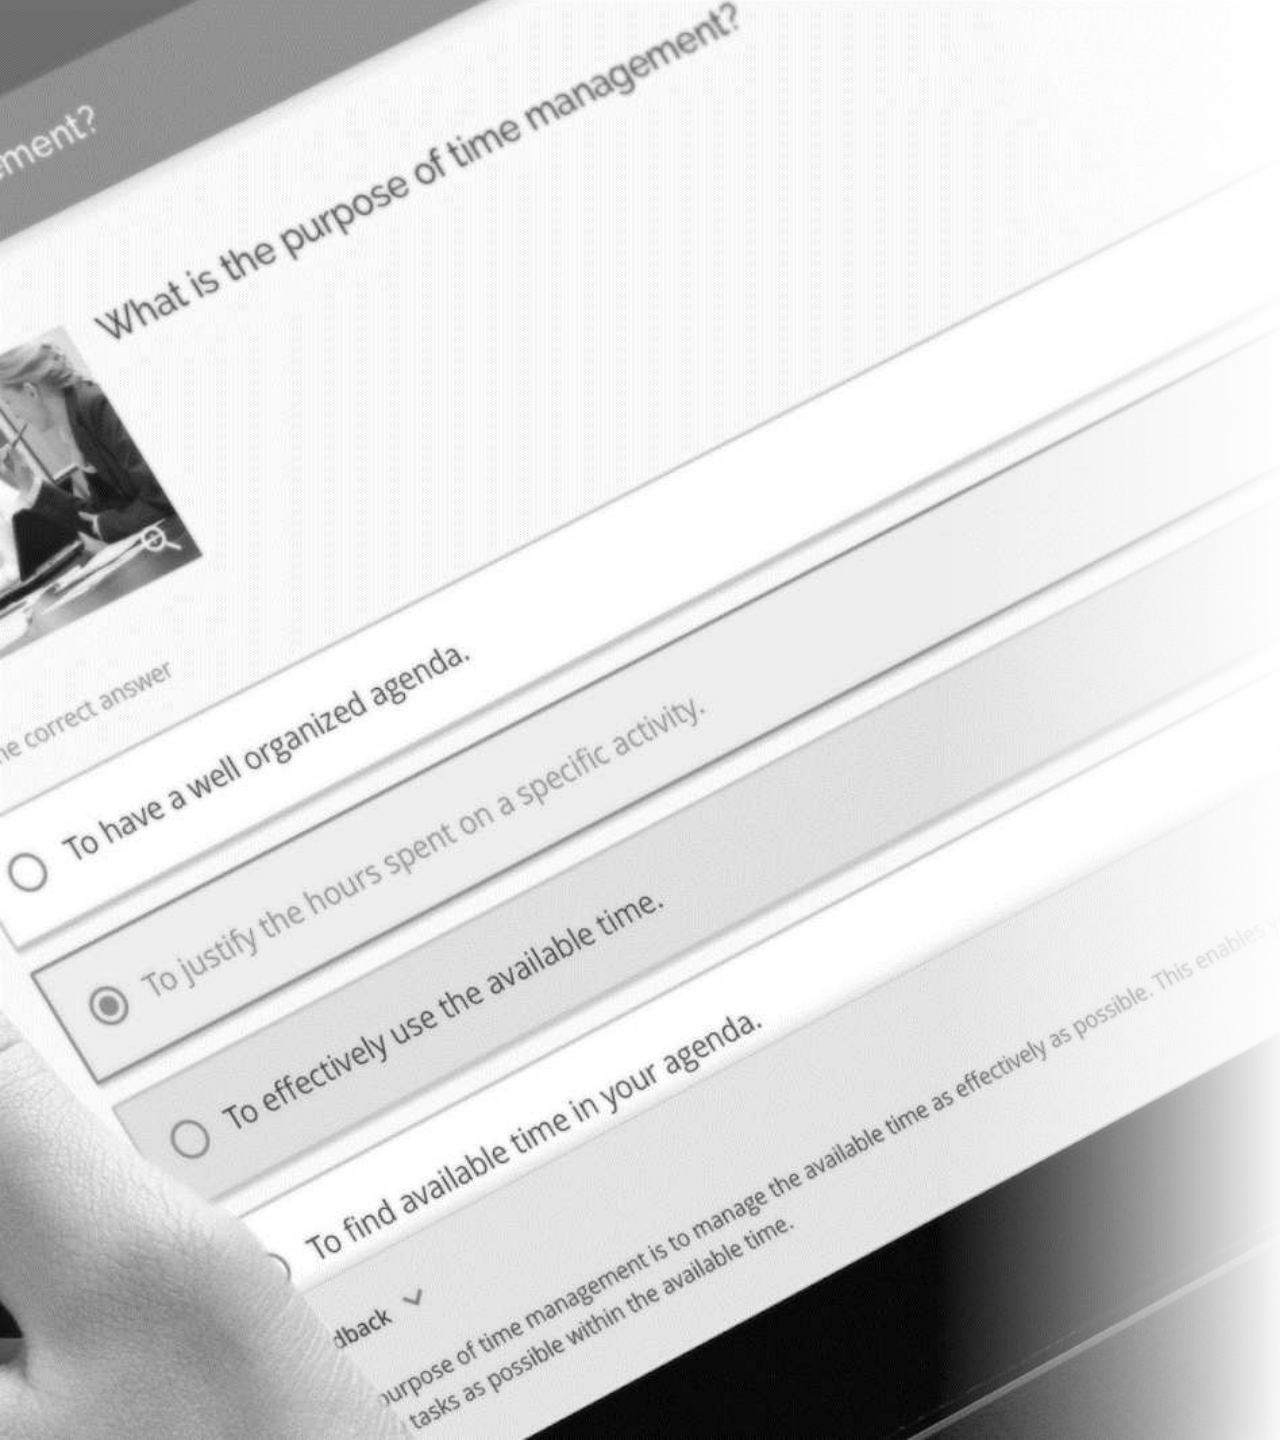 ement?
What is the purpose of time management?
he correct answer
To have a well organized agenda.
To justify the hours spent on a specific activity.
To effectively use the available time.
To find available time in your agenda.
dback
purpose of time management is to manage the available time as effectively as possible. This enables
tasks as possible within the available time.